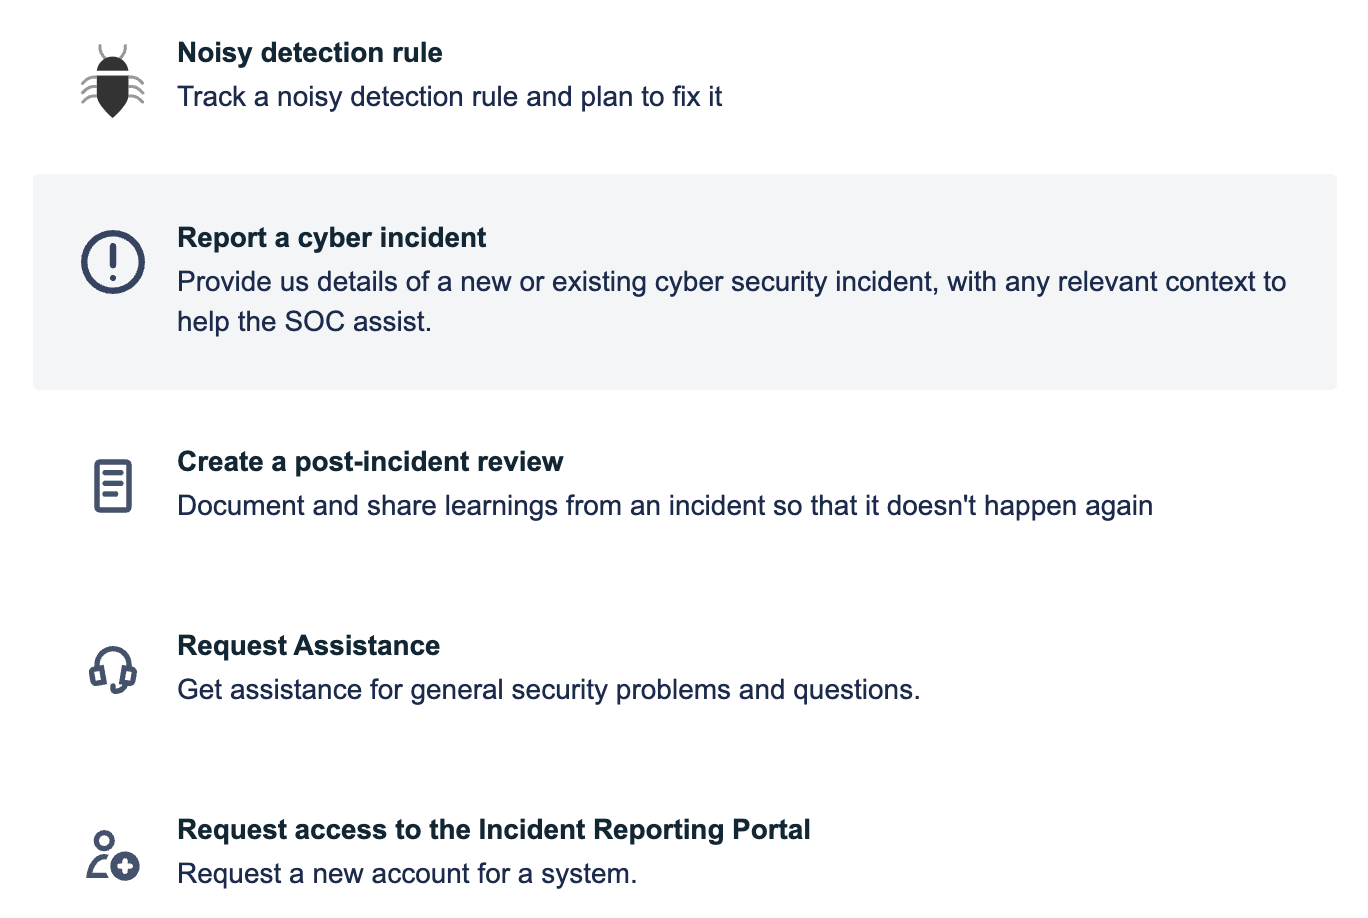 Noisy detection rule
Track a noisy detection rule and plan to fix it
Report a cyber incident
Provide us details of a new or existing cyber security incident, with any relevant context to
help the SOC assist.
Create a post-incident review
Document and share learnings from an incident so that it doesn't happen again
Request Assistance
Get assistance for general security problems and questions.
Request access to the Incident Reporting Portal
Request a new account for a system.